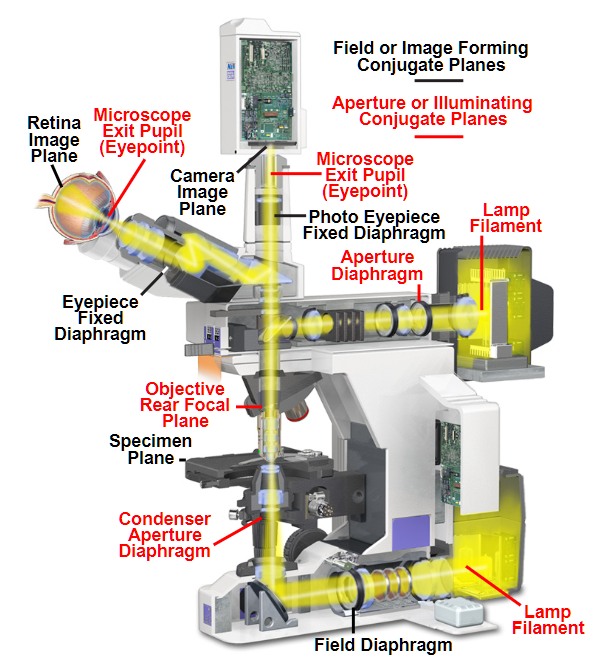 Field or Image Forming
Conjugate Planes
Aperture or Illuminating
Conjugate Planes
Retina
Image
Plane
Microscope
Exit Pupil
(Eyepoint)
Camera
Image
Plane
Microscope
Exit Pupil
(Eyepoint)
Photo Eyepiece
Fixed Diaphragm
Lamp
Filament
Aperture
Diaphragm
Eyepiece
Fixed
Diaphragm
Objective
Rear Focal
Plane
Specimen
Plane
Condenser
Aperture
Diaphragm
Lamp
Filament
Field Diaphragm